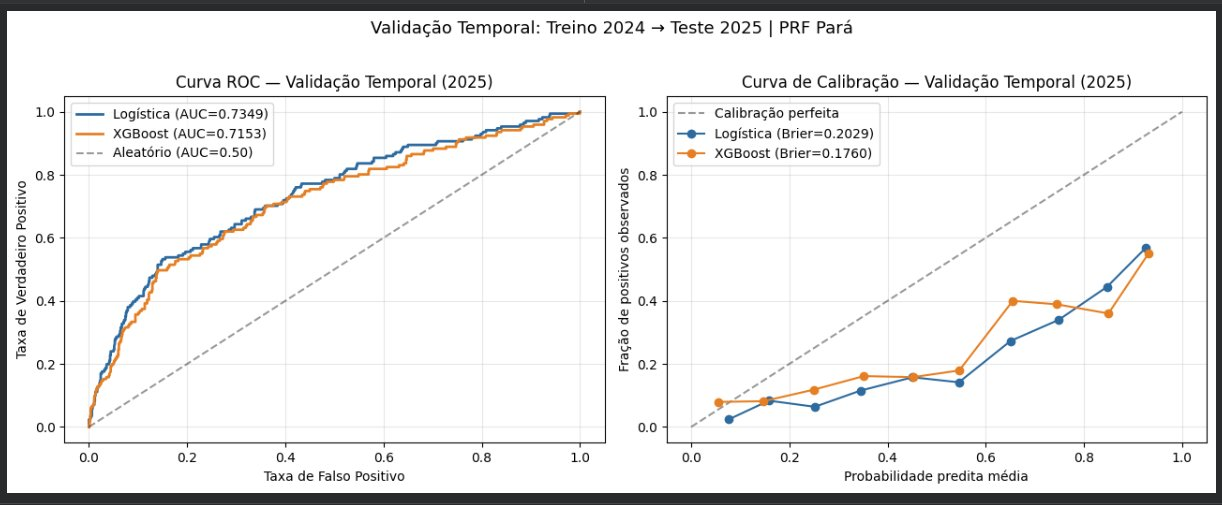 Validação Temporal: Treino 2024 → Teste 2025 | PRF Pará
Curva ROC — Validação Temporal (2025)
Logística (AUC=0.7349)
XGBoost (AUC=0.7153)
Aleatório (AUC=0.50)
Taxa de Verdadeiro Positivo
1.0
0.8
0.6
0.4
0.2
0.0
0.0 0.2 0.4 0.6 0.8 1.0
Taxa de Falso Positivo
Curva de Calibração — Validação Temporal (2025)
Calibração perfeita
Logística (Brier=0.2029)
XGBoost (Brier=0.1760)
Fração de positivos observados
1.0
0.8
0.6
0.4
0.2
0.0
0.0 0.2 0.4 0.6 0.8 1.0
Probabilidade predita média